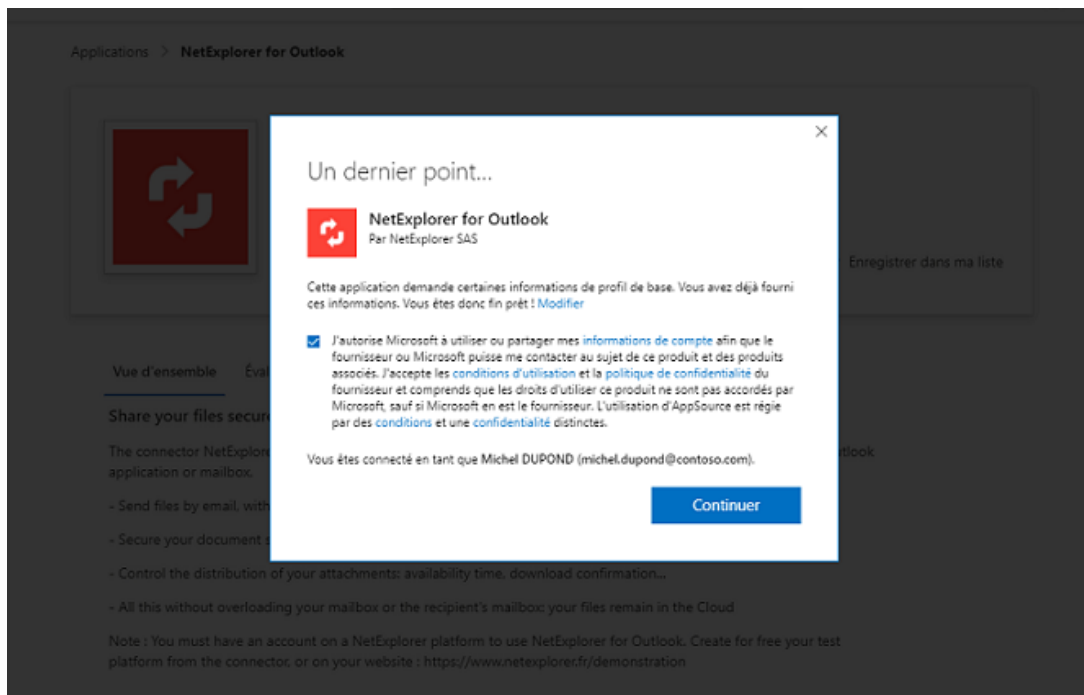 Applications > NetExplorer for Outlook
Un dernier point...
NetExplorer for Outlook
Par NetExplorer SAS
Enregistrer dans ma liste
Cette application demande certaines informations de profil de base. Vous avez déjà fourni
ces informations. Vous êtes donc fin prêt ! Modifier
J'autorise Microsoft à utiliser ou partager mes informations de compte afin que le
fournisseur ou Microsoft puisse me contacter au sujet de ce produit et des produits
associés. J'accepte les conditions d'utilisation et la politique de confidentialité du
fournisseur et comprends que les droits d'utiliser ce produit ne sont pas accordés par
Microsoft, sauf si Microsoft en est le fournisseur. L'utilisation d'AppSource est régie
par des conditions et une confidentialité distinctes.
Vous êtes connecté en tant que Michel DUPOND (michel.dupond@contoso.com).
Continuer
Vue d'ensemble
Share your files
The connector
application or mailbox.
- Send files by email,
- Secure your document
- Control the distribution of your attachments: availability time, download confirmation...
- All this without overloading your mailbox or the recipient's mailbox: your files remain in the Cloud
Note : You must have an account on a NetExplorer platform to use NetExplorer for Outlook. Create for free your test
platform from the connector, or on your website : https://www.netexplorer.fr/demonstration